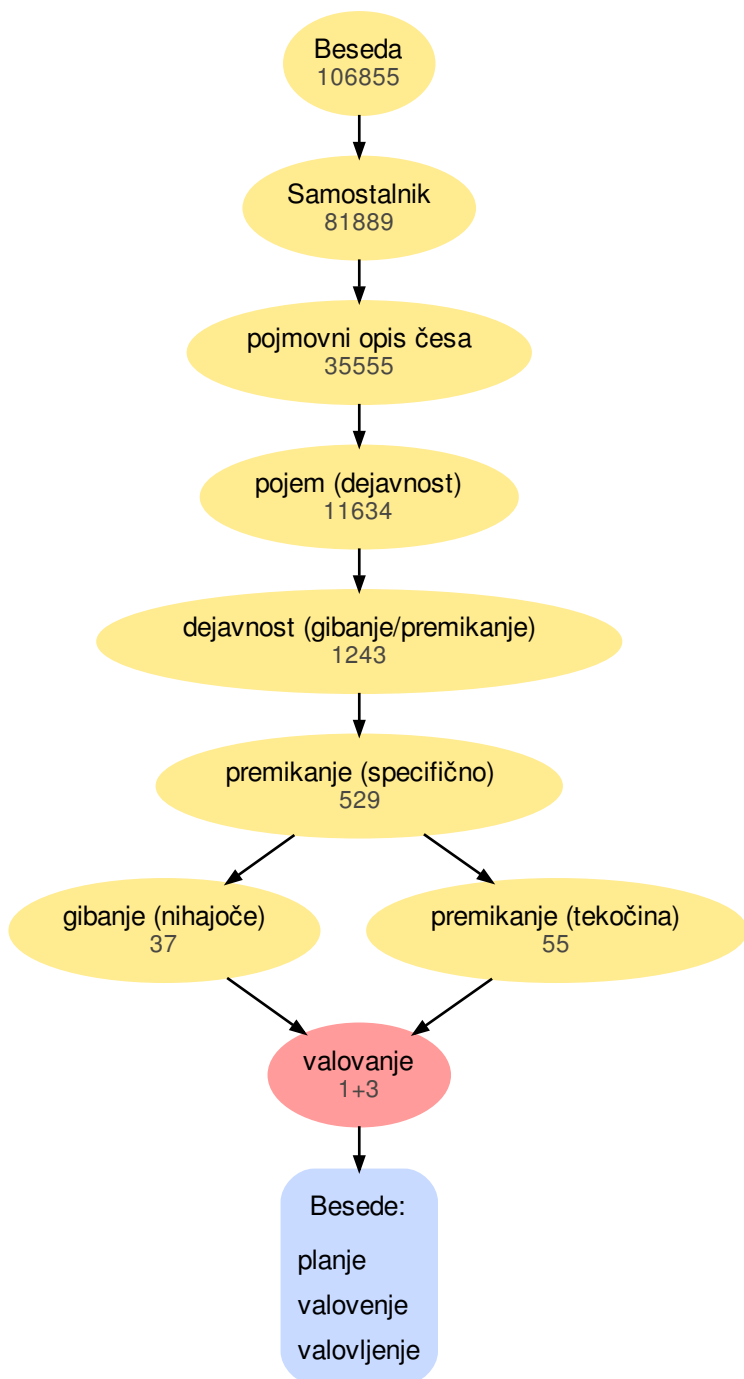 Beseda
106855
Samostalnik
81889
pojmovni opis česa
35555
pojem (dejavnost)
11634
dejavnost (gibanje/premikanje)
1243
premikanje (specifično)
529
gibanje (nihajoče)
37
premikanje (tekočina)
55
valovanje
1+3
Besede:
planje
valovenje
valovljenje